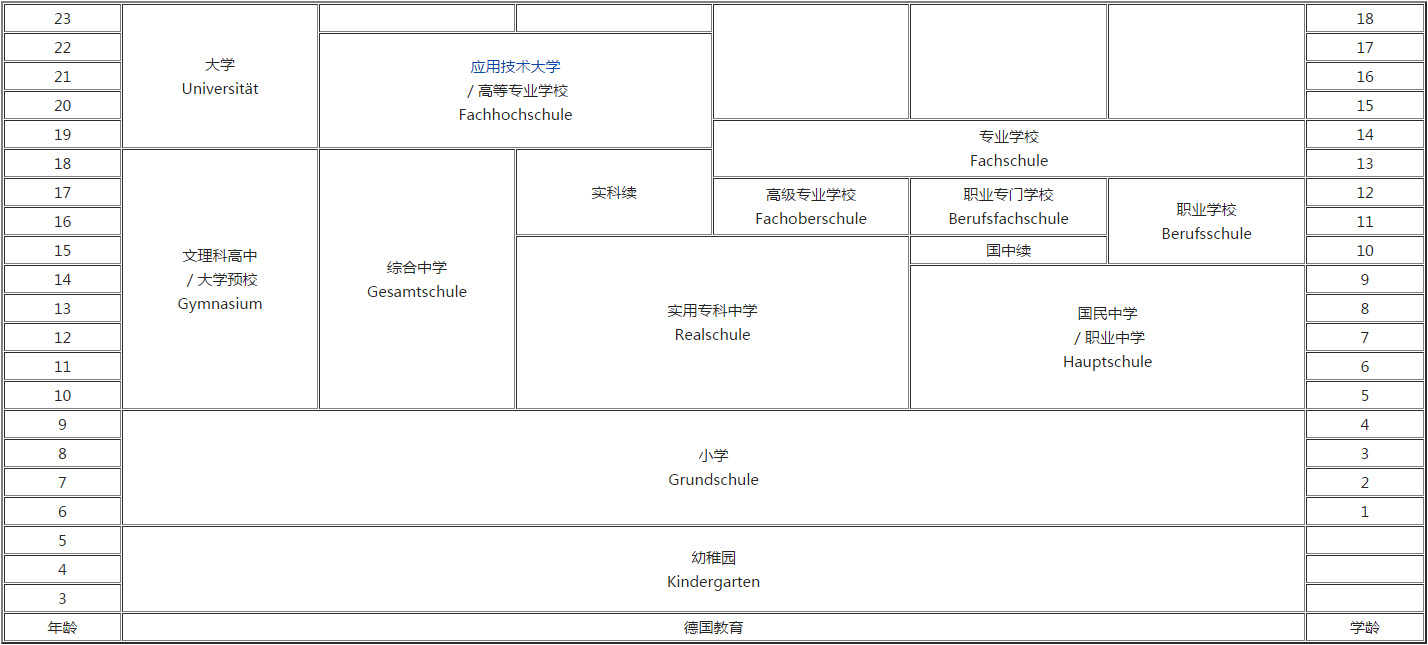 23
18
22
17
21
16
20
15
19
14
18
13
17
12
16
11
15
10
14
9
13
8
12
7
11
6
10
5
9
4
8
3
7
2
6
1
5
4
3
大学
Universität
应用技术大学
/ 高等专业学校
Fachhochschule
专业学校
Fachschule
实科续
高级专业学校
Fachoberschule
职业专门学校
Berufsfachschule
职业学校
Berufsschule
国中续
文理科高中
/ 大学预校
Gymnasium
综合中学
Gesamtschule
实用专科中学
Realschule
国民中学
/ 职业中学
Hauptschule
小学
Grundschule
幼稚园
Kindergarten
年龄
德国教育
学龄